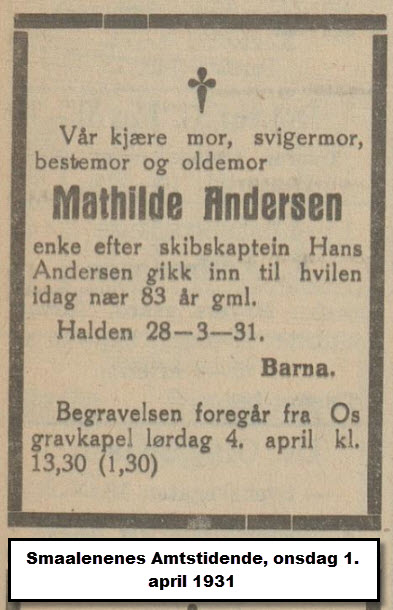 Vår kjære mor, svigermor,
bestemor og oldemor
Mathilde Andersen
enke efter skibskaptein Hans
Andersen gikk inn til hvilen
idag nær 83 år gml.
Halden 28—3—31.
Barna.
Begravelsen foregår fra Os
gravkapel lørdag 4. april kl.
13,30 (1,30)
Smaalenenes Amtstidende, onsdag 1.
april 1931